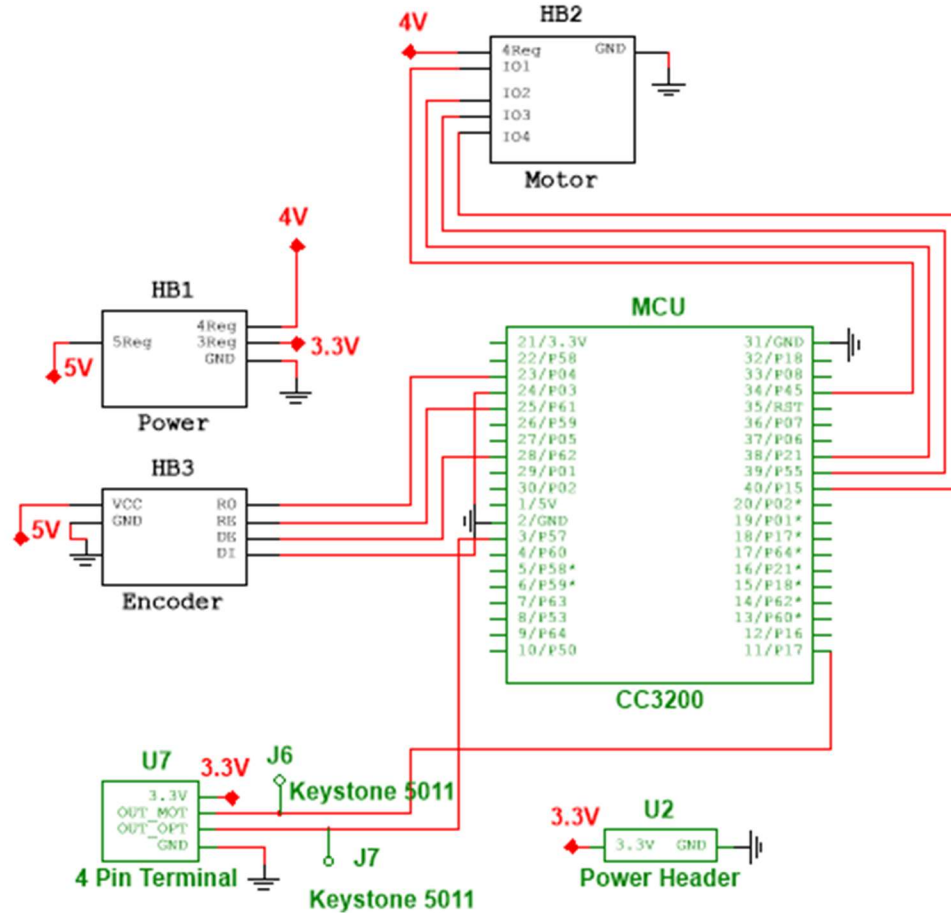 HB2
4V
4Reg
GND
IO1
IO2
IO3
IO4
Motor
4V
HB1
4Reg
5Reg
3Reg
3.3V
GND
5V
Power
MCU
21/3.3V
22/P58
23/P04
24/P03
25/P61
26/P59
27/P05
28/P62
29/P01
30/P02
1/5V
2/GND
3/P57
4/P60
5/P58*
6/P59*
7/P63
8/P53
9/P64
10/P50
31/GND
32/P18
33/P08
34/P45
35/RST
36/P07
37/P06
38/P21
39/P55
40/P15
20/P02*
19/P01*
18/P17*
17/P64*
16/P21*
15/P18*
14/P62*
13/P60*
12/P16
11/P17
CC3200
HB3
VCC
GND
5V
RO
RE
DE
DI
Encoder
U7
3.3V
J6
Keystone 5011
3.3V
OUT_MOT
OUT_OPT
GND
4 Pin Terminal
J7
Keystone 5011
U2
3.3V
3.3V GND
Power Header